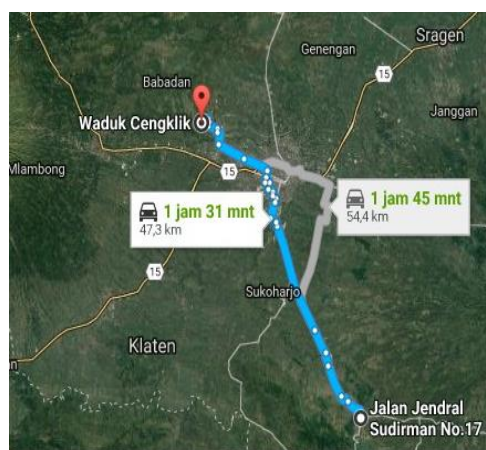 Sragen
Genengan
15
Babadan
Janggan
Waduk Cengklik
Mlambong
15
1 jam 31 mnt
47,3 km
1 jam 45 mnt
54,4 km
15
Sukoharjo
Klaten
Jalan Jendral
Sudirman No.17